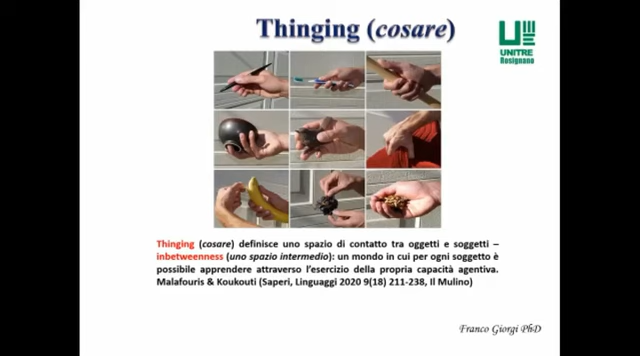 Thinging (cosare)
UNITRE
Rosignano
Thinging (cosare) definisce uno spazio di contatto tra oggetti e soggetti –
inbetweenness (uno spazio intermedio): un mondo in cui per ogni soggetto è
possibile apprendere attraverso l'esercizio della propria capacità agentiva.
Malafouris & Koukouti (Saperi, Linguaggi 2020 9(18) 211-238, Il Mulino)
Franco Giorgi PhD